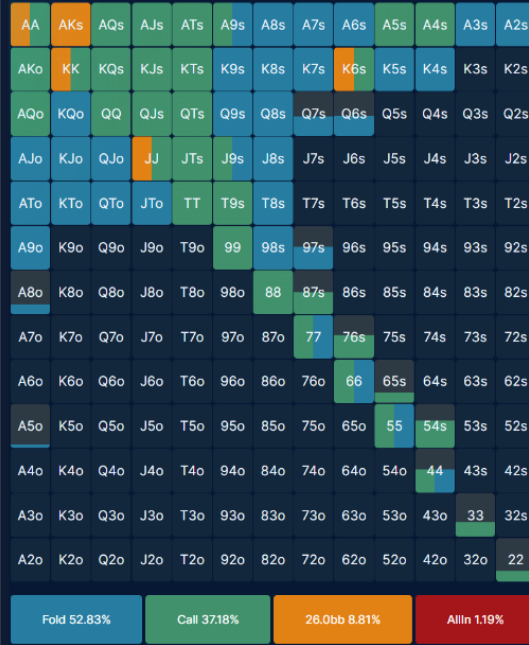 AA AKs AQs AJs ATs A9s A8s A7s A6s A5s A4s A3s A2s
AKo KK KQs KJs KTs K9s K8s K7s K6s K5s K4s K3s K2s
AQo KQo QQ QJs QTs Q9s Q8s Q7s Q6s Q5s Q4s Q3s Q2s
AJo KJo QJo JJ JTs J9s J8s J7s J6s J5s J4s J3s J2s
ATo KTo QTo JTo TT T9s T8s T7s T6s T5s T4s T3s T2s
A9o K9o Q9o J9o T9o 99 98s 97s 96s 95s 94s 93s 92s
A8o K8o Q8o J8o T8o 98o 88 87s 86s 85s 84s 83s 82s
A7o K7o Q7o J7o T7o 97o 87o 77 76s 75s 74s 73s 72s
A6o K6o Q6o J6o T6o 96o 86o 76o 66 65s 64s 63s 62s
A5o K5o Q5o J5o T5o 95o 85o 75o 65o 55 54s 53s 52s
A4o K4o Q4o J4o T4o 94o 84o 74o 64o 54o 44 43s 42s
A3o K3o Q3o J3o T3o 93o 83o 73o 63o 53o 43o 33 32s
A2o K2o Q2o J2o T2o 92o 82o 72o 62o 52o 42o 32o 22
Fold 52.83% Call 37.18% 26.0bb 8.81% AllIn 1.19%